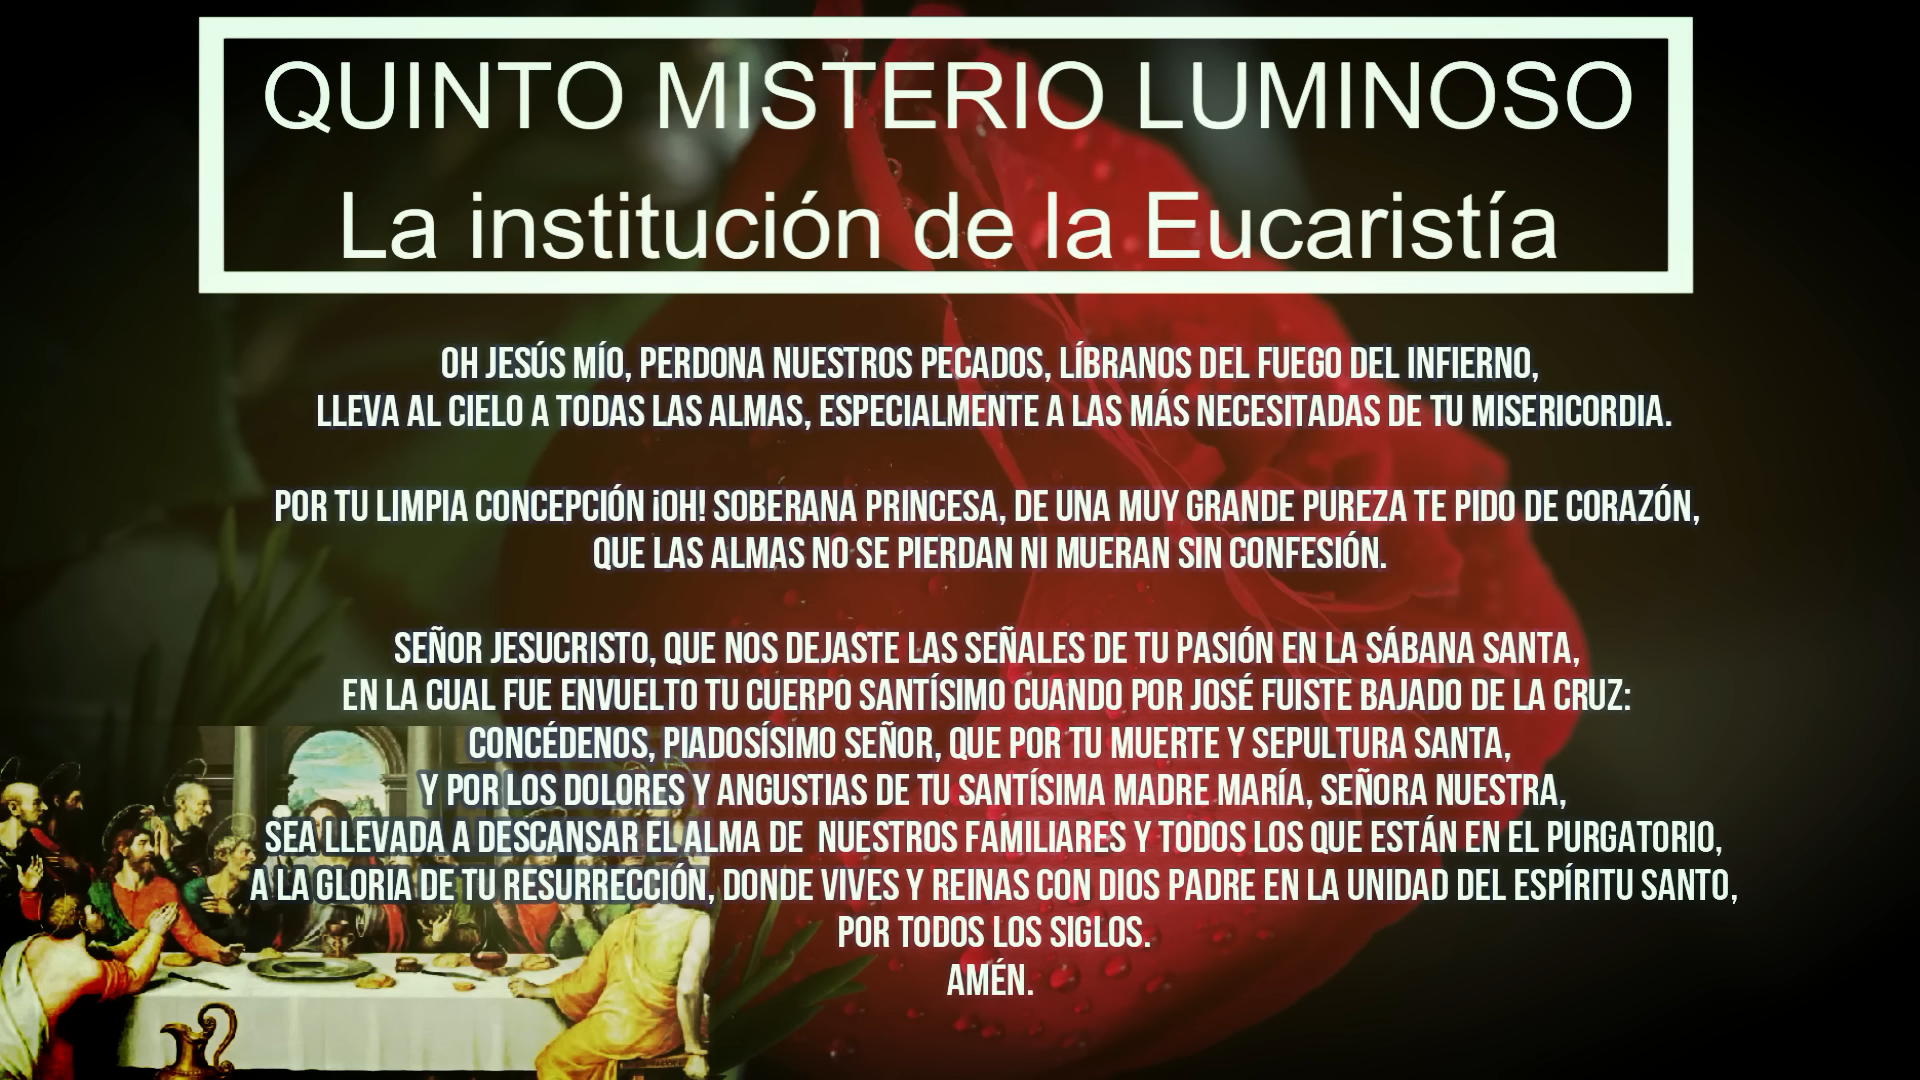 QUINTO MISTERIO LUMINOSO
La institución de la Eucaristía
OH JESÚS MÍO, PERDONA NUESTROS PECADOS, LÍBRANOS DEL FUEGO DEL INFIERNO,
LLEVA AL CIELO A TODAS LAS ALMAS, ESPECIALMENTE A LAS MÁS NECESITADAS DE TU MISERICORDIA.
POR TU LIMPIA CONCEPCIÓN ¡OH! SOBERANA PRINCESA, DE UNA MUY GRANDE PUREZA TE PIDO DE CORAZÓN,
QUE LAS ALMAS NO SE PIERDAN NI MUERAN SIN CONFESIÓN.
SEÑOR JESUCRISTO, QUE NOS DEJASTE LAS SEÑALES DE TU PASIÓN EN LA SÁBANA SANTA,
EN LA CUAL FUE ENVUELTO TU CUERPO SANTÍSIMO CUANDO POR JOSÉ FUISTE BAJADO DE LA CRUZ:
CONCÉDENOS, PIADOSÍSIMO SEÑOR, QUE POR TU MUERTE Y SEPULTURA SANTA,
Y POR LOS DOLORES Y ANGUSTIAS DE TU SANTÍSIMA MADRE MARÍA, SEÑORA NUESTRA,
SEA LLEVADA A DESCANSAR EL ALMA DE  NUESTROS FAMILIARES Y TODOS LOS QUE ESTÁN EN EL PURGATORIO,
A LA GLORIA DE TU RESURRECCIÓN, DONDE VIVES Y REINAS CON DIOS PADRE EN LA UNIDAD DEL ESPÍRITU SANTO,
POR TODOS LOS SIGLOS.
AMÉN.